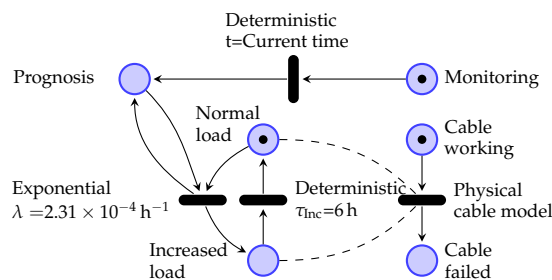 Deterministic
t=Current time
Prognosis
Monitoring
Normal
load
Cable
working
Exponential
λ =2.31 × 10⁻⁴ h⁻¹
Deterministic
τInc=6 h
Physical
cable model
Increased
load
Cable
failed